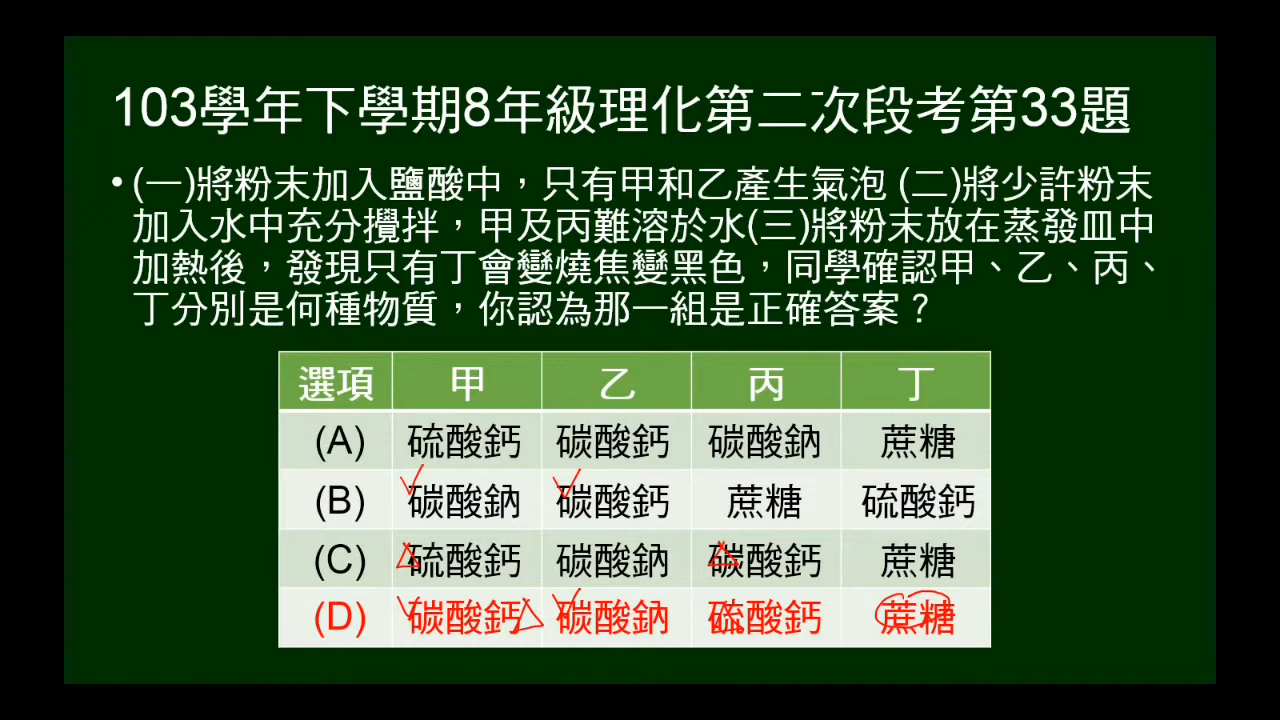 103學年下學期8年級理化第二次段考第33題
• (一)將粉末加入鹽酸中，只有甲和乙產生氣泡 (二)將少許粉末
加入水中充分攪拌，甲及丙難溶於水(三)將粉末放在蒸發皿中
加熱後，發現只有丁會變燒焦變黑色，同學確認甲、乙、丙、
丁分別是何種物質，你認為那一組是正確答案？
選項 甲 乙 丙 丁
(A) 硫酸鈣 碳酸鈣 碳酸鈉 蔗糖
(B) 碳酸鈉 碳酸鈣 蔗糖 硫酸鈣
(C) 硫酸鈣 碳酸鈉 碳酸鈣 蔗糖
(D) 碳酸鈣 碳酸鈉 硫酸鈣 蔗糖